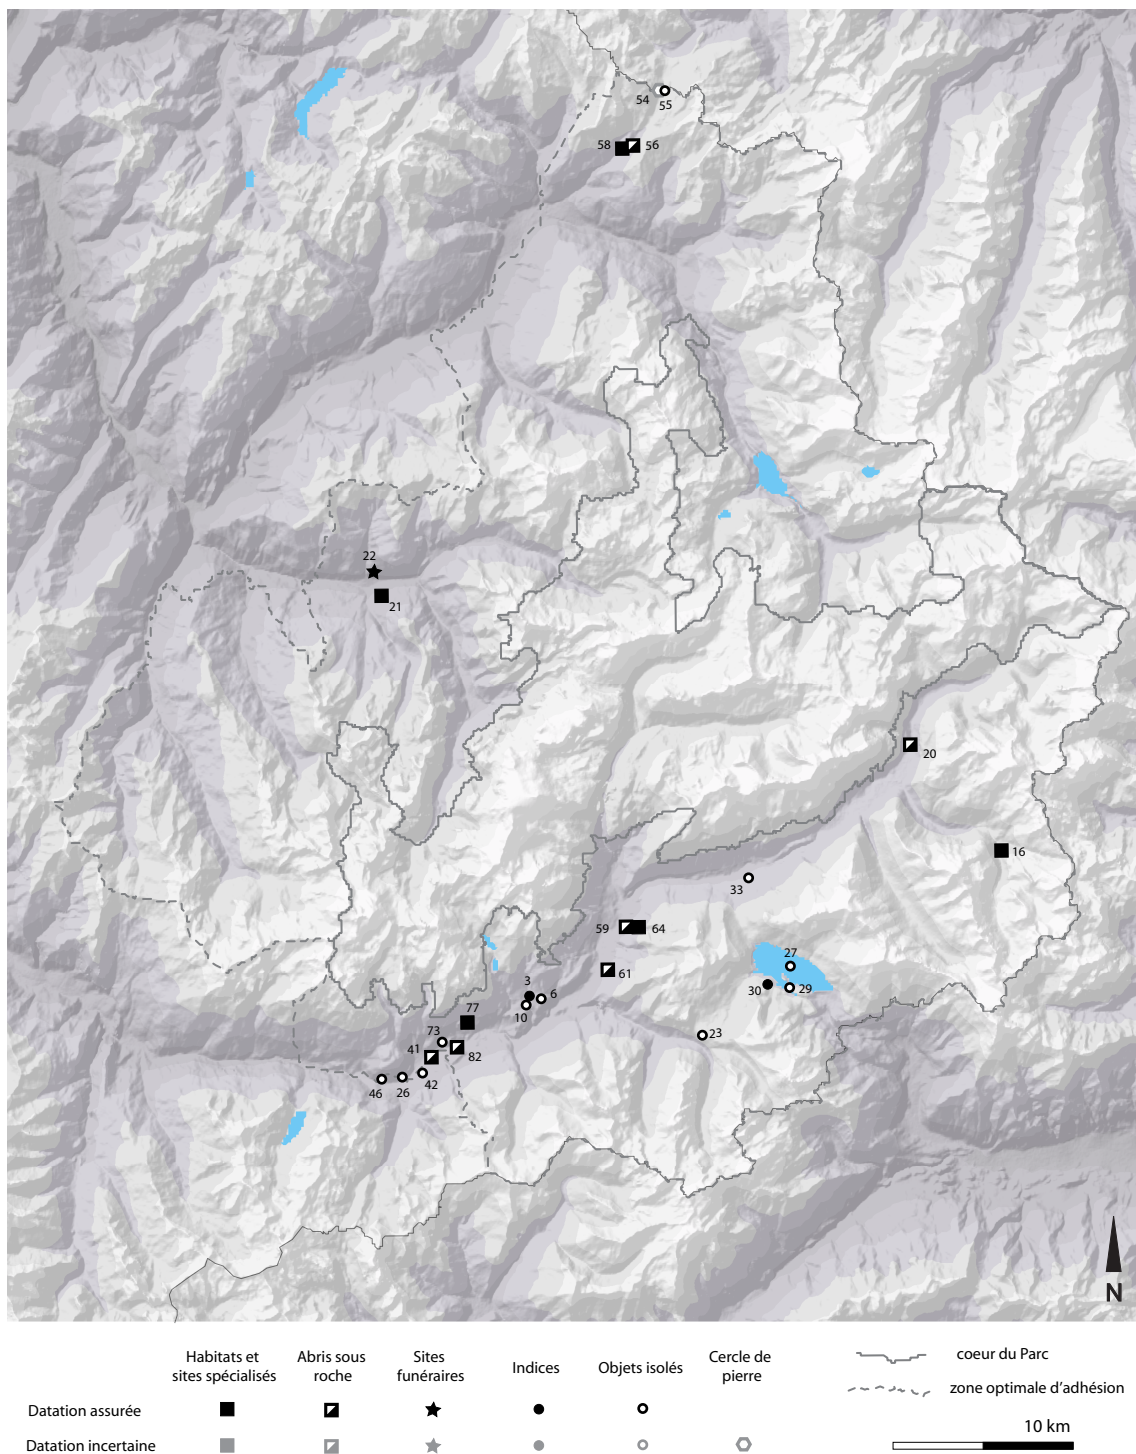 54
55
58
56
22
21
20
16
33
59
64
61
27
30
29
3
6
10
77
73
23
41
82
42
46
26
N
Habitats et
sites spécialisés
Abris sous
roche
Sites
funéraires
Indices
Objets isolés
Cercle de
pierre
coeur du Parc
zone optimale d'adhésion
Datation assurée
Datation incertaine
10 km